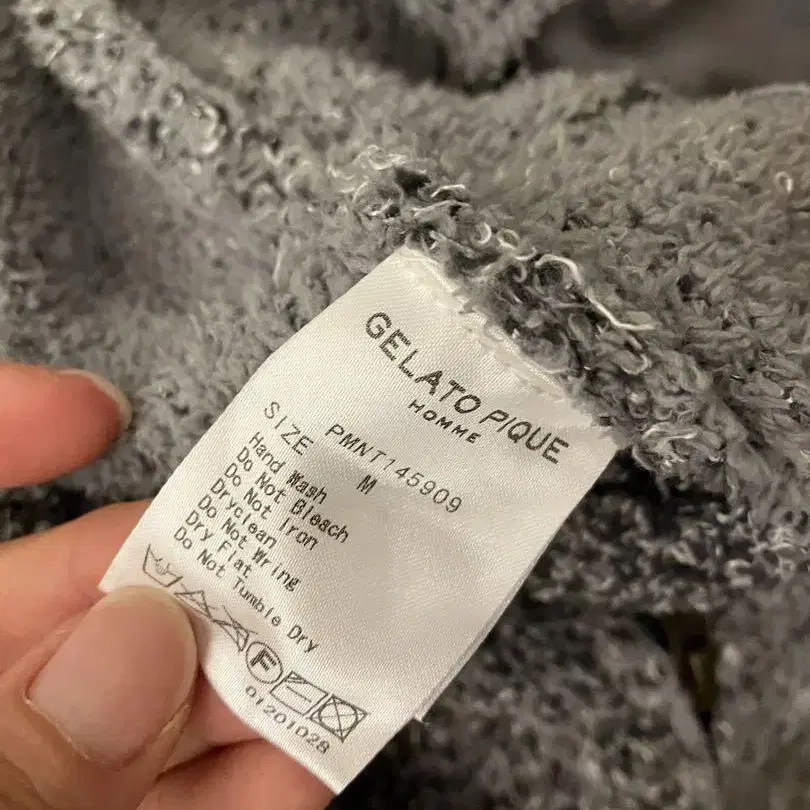 GELATO PIQUE
HOMME
PMNT145909
SIZE M
Hand Wash
Do Not Bleach
Do Not Iron
Dryclean
Do Not Wring
Dry Flat
Do Not Tumble Dry
F
01201028